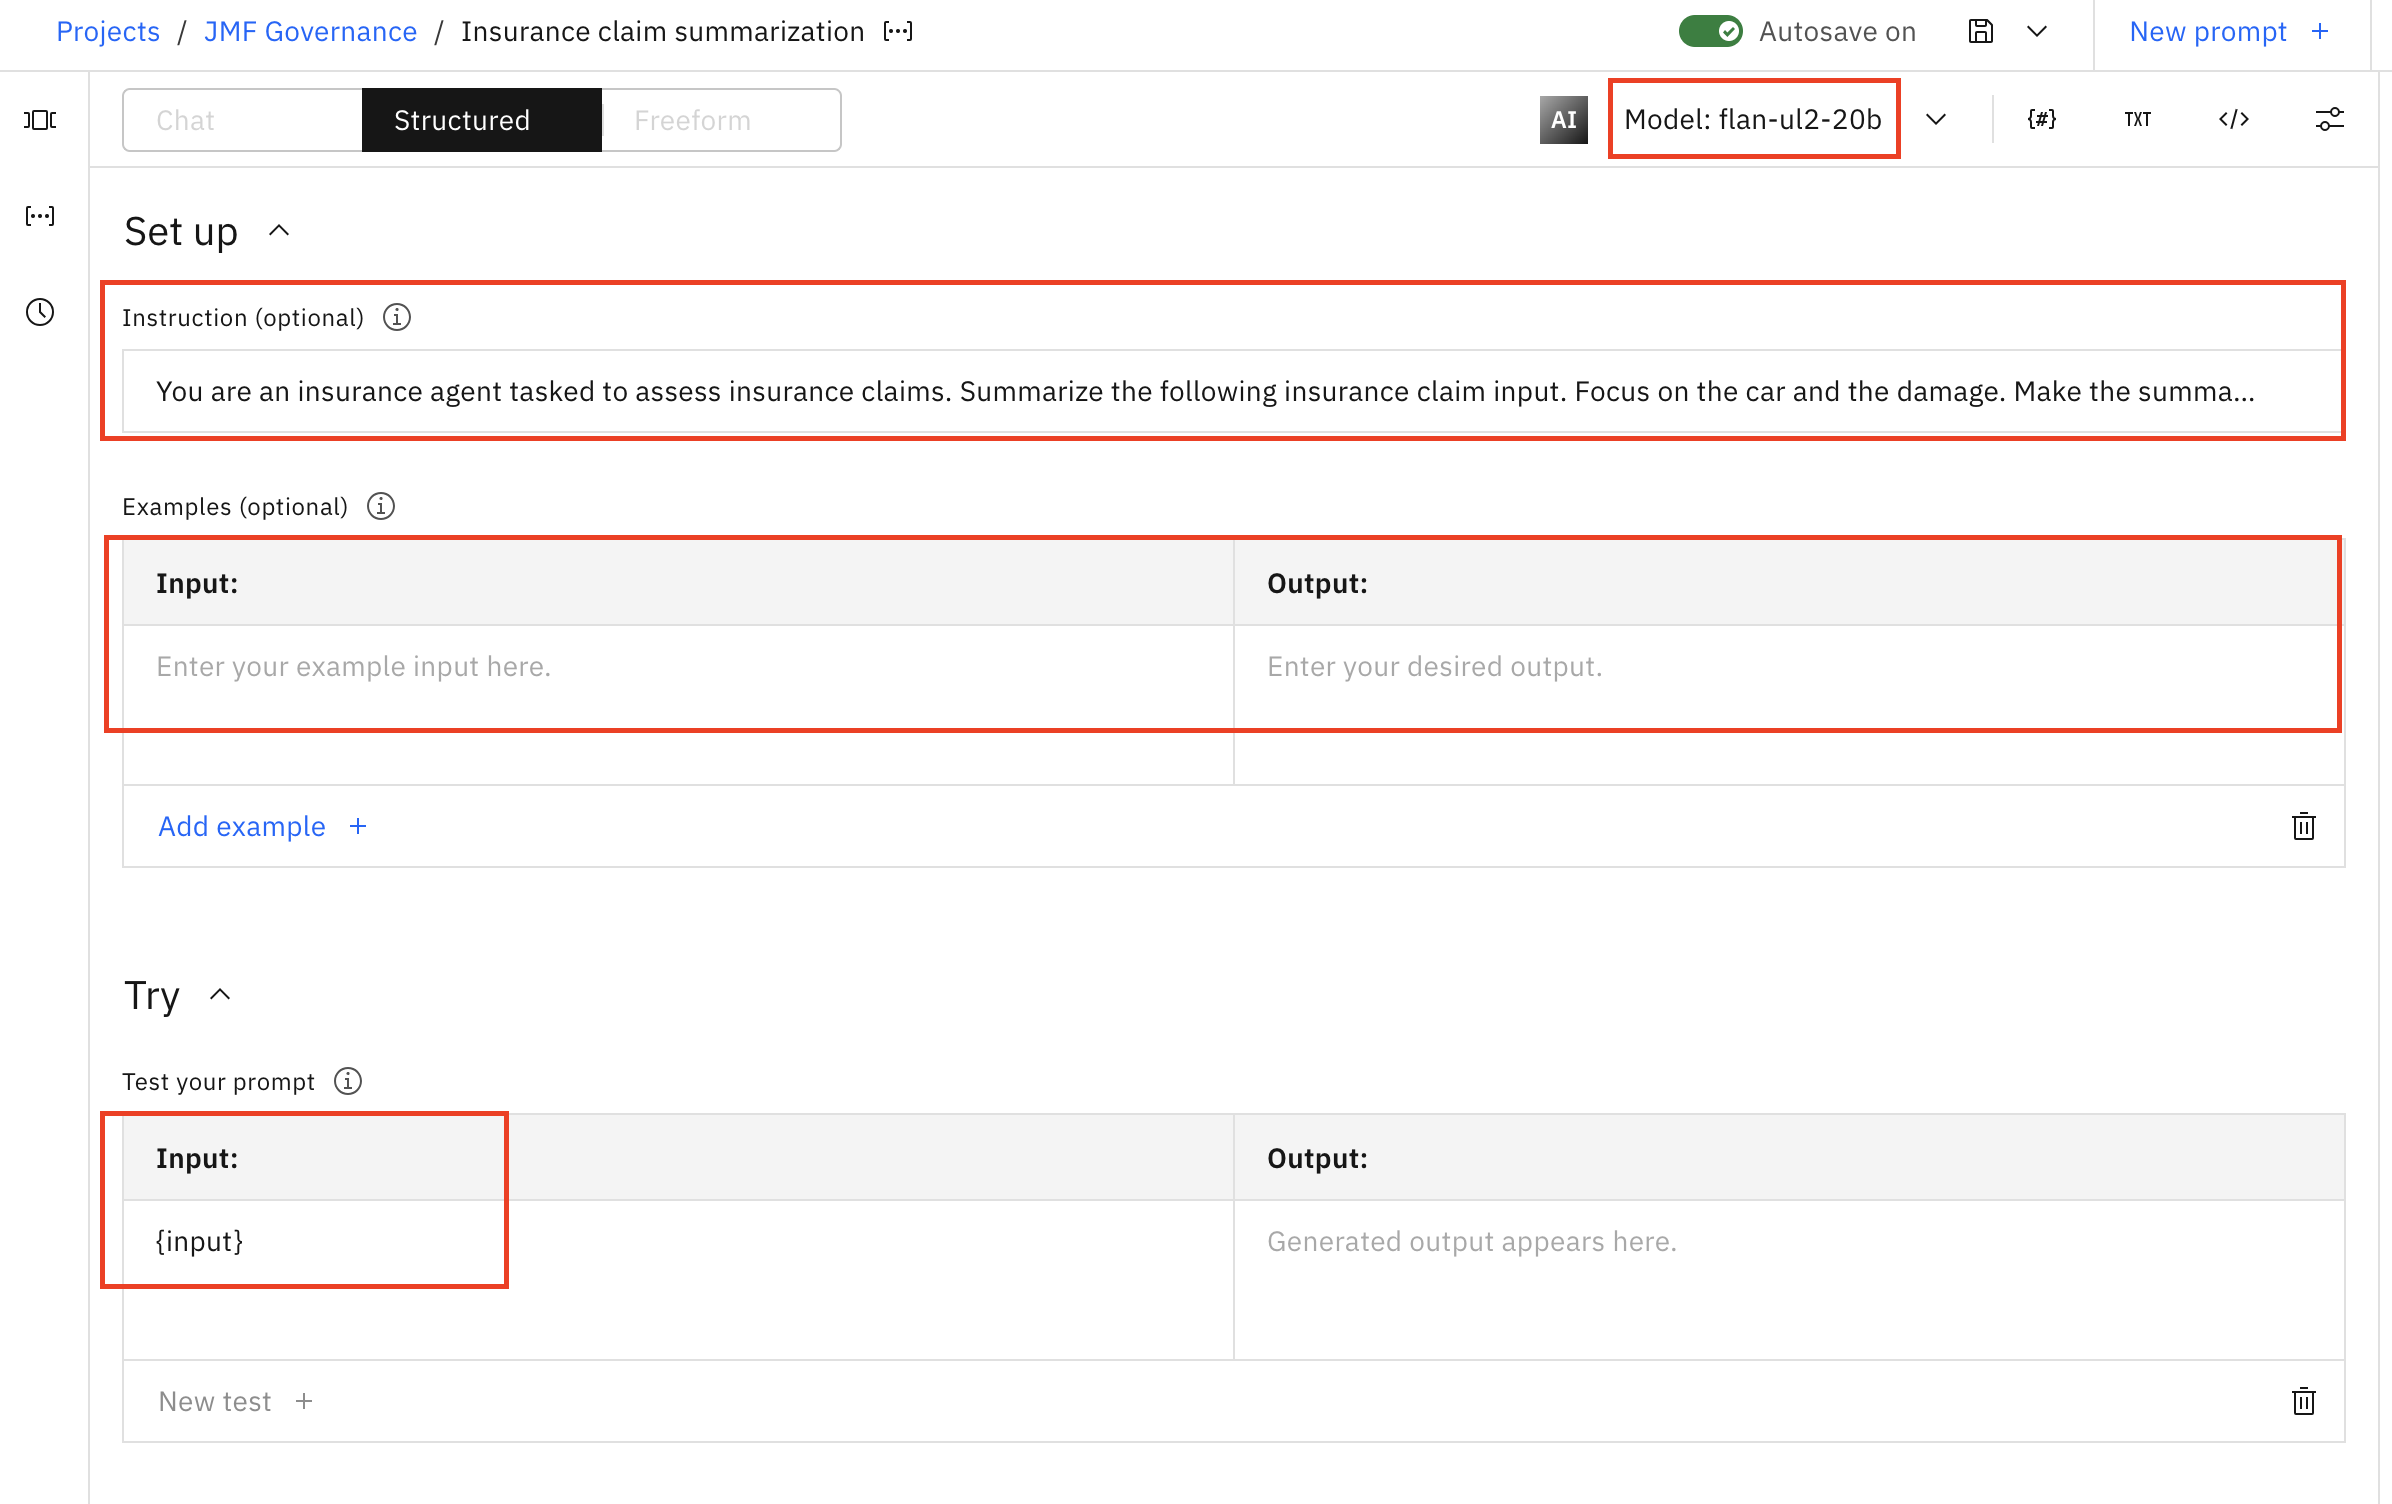 Projects / JMF Governance / Insurance claim summarization
Autosave on
New prompt +
Chat
Structured
Freeform
AI
Model: flan-ul2-20b
{#}
TXT
</>
Set up
Instruction (optional)
You are an insurance agent tasked to assess insurance claims. Summarize the following insurance claim input. Focus on the car and the damage. Make the summa...
Examples (optional)
Input:
Output:
Enter your example input here.
Enter your desired output.
Add example +
Try
Test your prompt
Input:
Output:
{input}
Generated output appears here.
New test +